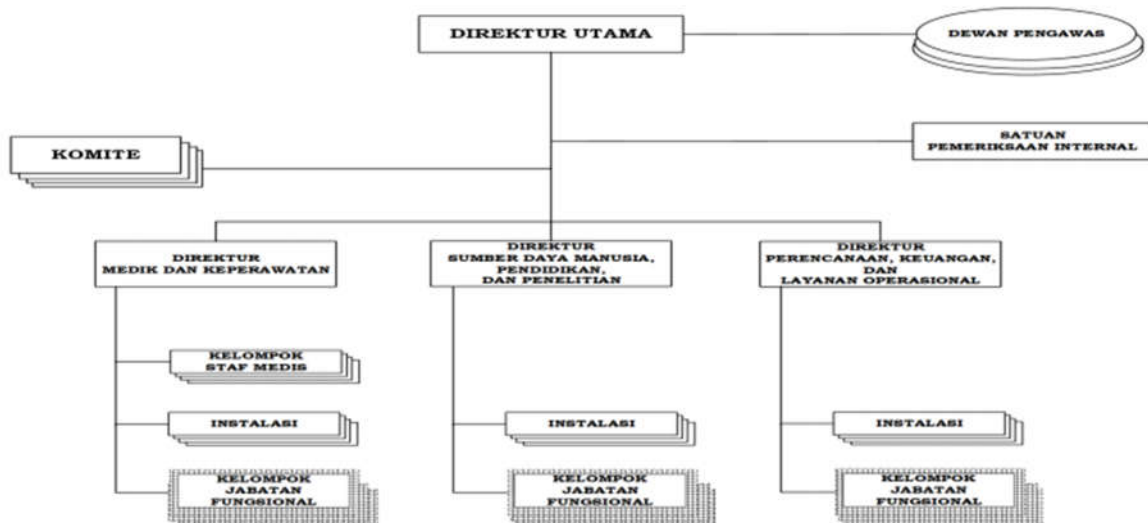 DIREKTUR UTAMA
DEWAN PENGAWAS
SATUAN
PEMERIKSAAN INTERNAL
KOMITE
DIREKTUR
MEDIK DAN KEPERAWATAN
DIREKTUR
SUMBER DAYA MANUSIA,
PENDIDIKAN,
DAN PENELITIAN
DIREKTUR
PERENCANAAN, KEUANGAN,
DAN
LAYANAN OPERASIONAL
KELOMPOK
STAF MEDIS
INSTALASI
INSTALASI
INSTALASI
KELOMPOK
JABATAN
FUNGSIONAL
KELOMPOK
JABATAN
FUNGSIONAL
KELOMPOK
JABATAN
FUNGSIONAL